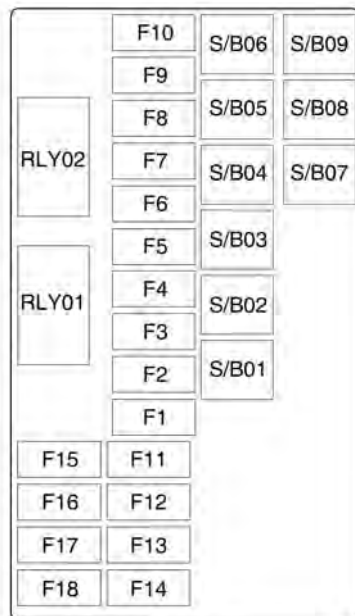 F10
S/B06
S/B09
F9
F8
S/B05
S/B08
RLY02
F7
S/B04
S/B07
F6
F5
S/B03
F4
RLY01
S/B02
F3
F2
S/B01
F1
F15
F11
F16
F12
F17
F13
F18
F14